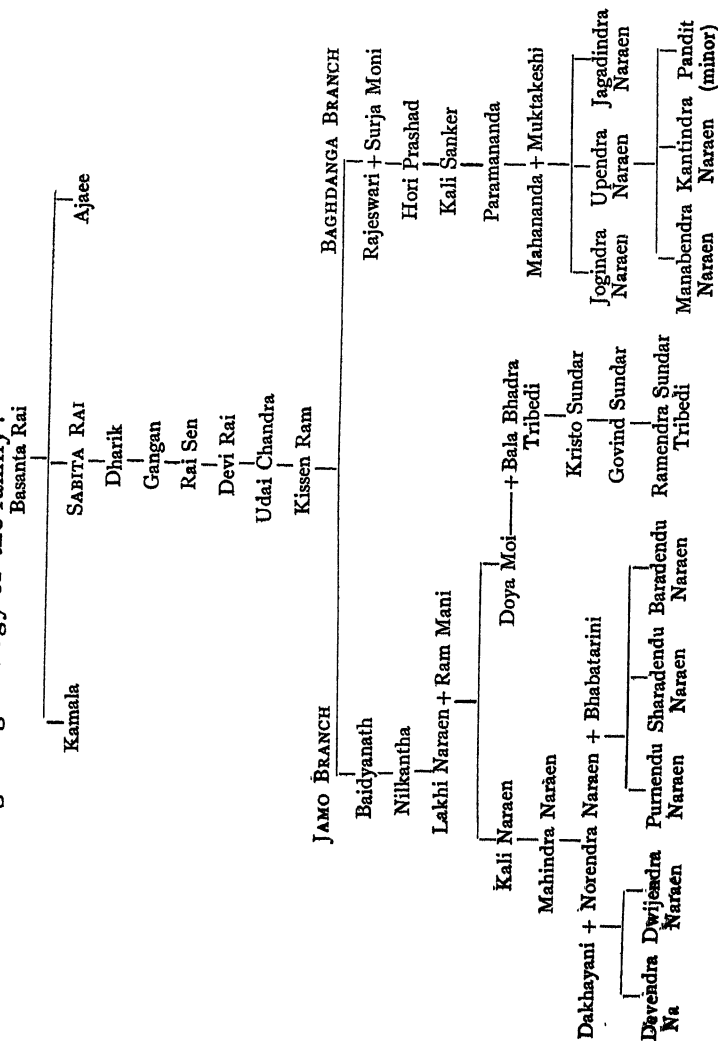 Basanta Rai
Kamala
SABITA RAI
Ajaee
Dharik
Gangan
Rai Sen
Devi Rai
Udai Chandra
Kissen Ram
JAMO BRANCH
BAGHDANGA BRANCH
Baidyanath
Nilkantha
Lakhi Naraen + Ram Mani
Kali Naraen
Doya Moi + Bala Bhadra
Tribedi
Mahindra Naraen
Kristo Sundar
Govind Sundar
Ramendra Sundar
Tribedi
Dakhayani + Norendra Naraen + Bhabatarini
Devendra Dwijendra
Na Naraen
Purnendu Sharadendu Baradendu
Naraen Naraen Naraen
Rajeswari + Surja Moni
Hori Prashad
Kali Sanker
Paramananda
Mahananda + Muktakeshi
Jogindra Upendra Jagadindra
Naraen Naraen Naraen
Manabendra Kantindra Pandit
Naraen Naraen (minor)